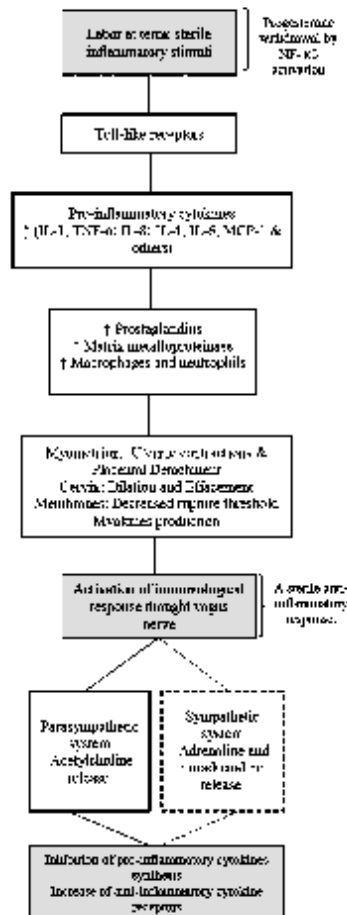 Labor at term: sterile
inflammatory stimuli
Progesterone
withdrawal by
NF-
activation
Toll-like receptors
Pro-inflammatory cytokines
↑ (IL-1, TNF-α; IL-8; IL-4, MCP-1 &
others)
↑ Prostaglandins
↑ Matrix metalloproteinase
↑ Macrophages and neutrophils
Myometrium: Uterine contractions &
Placental Detachment
Cervix: Dilation and Effacement
Membranes: Decreased rupture threshold
Myokines production
Activation of immunological
response thought vagus
nerve
A sterile anti-
inflammatory
response
Parasympathetic
system
Acetylcholine
release
Sympathetic
system
Adrenaline and
release
Inhibition of pro-inflammatory cytokines
synthesis
Increase of anti-inflammatory cytokine
receptors